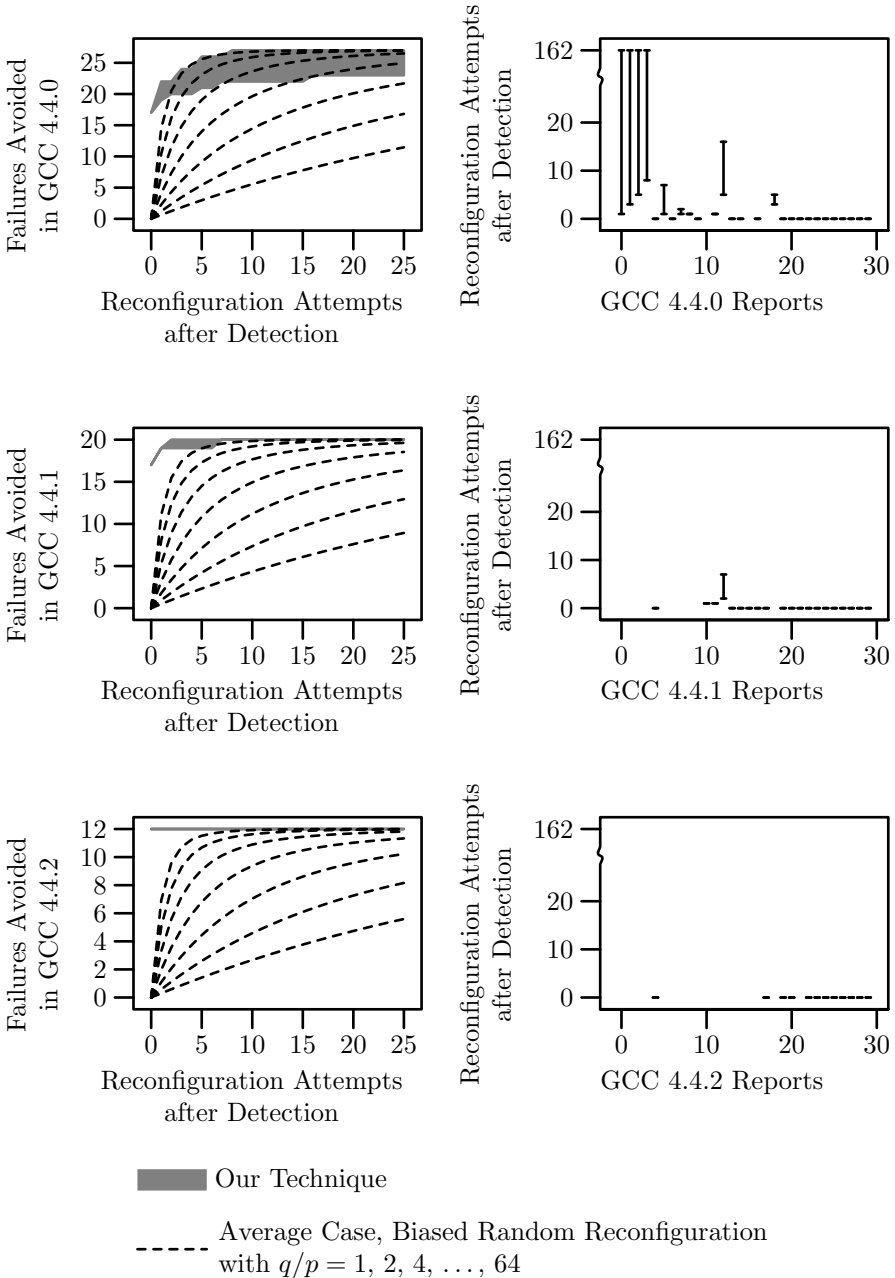 Failures Avoided
in GCC 4.4.0
25
20
15
10
5
0
0 5 10 15 20 25
Reconfiguration Attempts
after Detection
Reconfiguration Attempts
after Detection
162
20
10
0
0 10 20 30
GCC 4.4.0 Reports
Failures Avoided
in GCC 4.4.1
20
15
10
5
0
0 5 10 15 20 25
Reconfiguration Attempts
after Detection
Reconfiguration Attempts
after Detection
162
20
10
0
0 10 20 30
GCC 4.4.1 Reports
Failures Avoided
in GCC 4.4.2
12
10
8
6
4
2
0
0 5 10 15 20 25
Reconfiguration Attempts
after Detection
Reconfiguration Attempts
after Detection
162
20
10
0
0 10 20 30
GCC 4.4.2 Reports
Our Technique
Average Case, Biased Random Reconfiguration
with q/p = 1, 2, 4, ..., 64